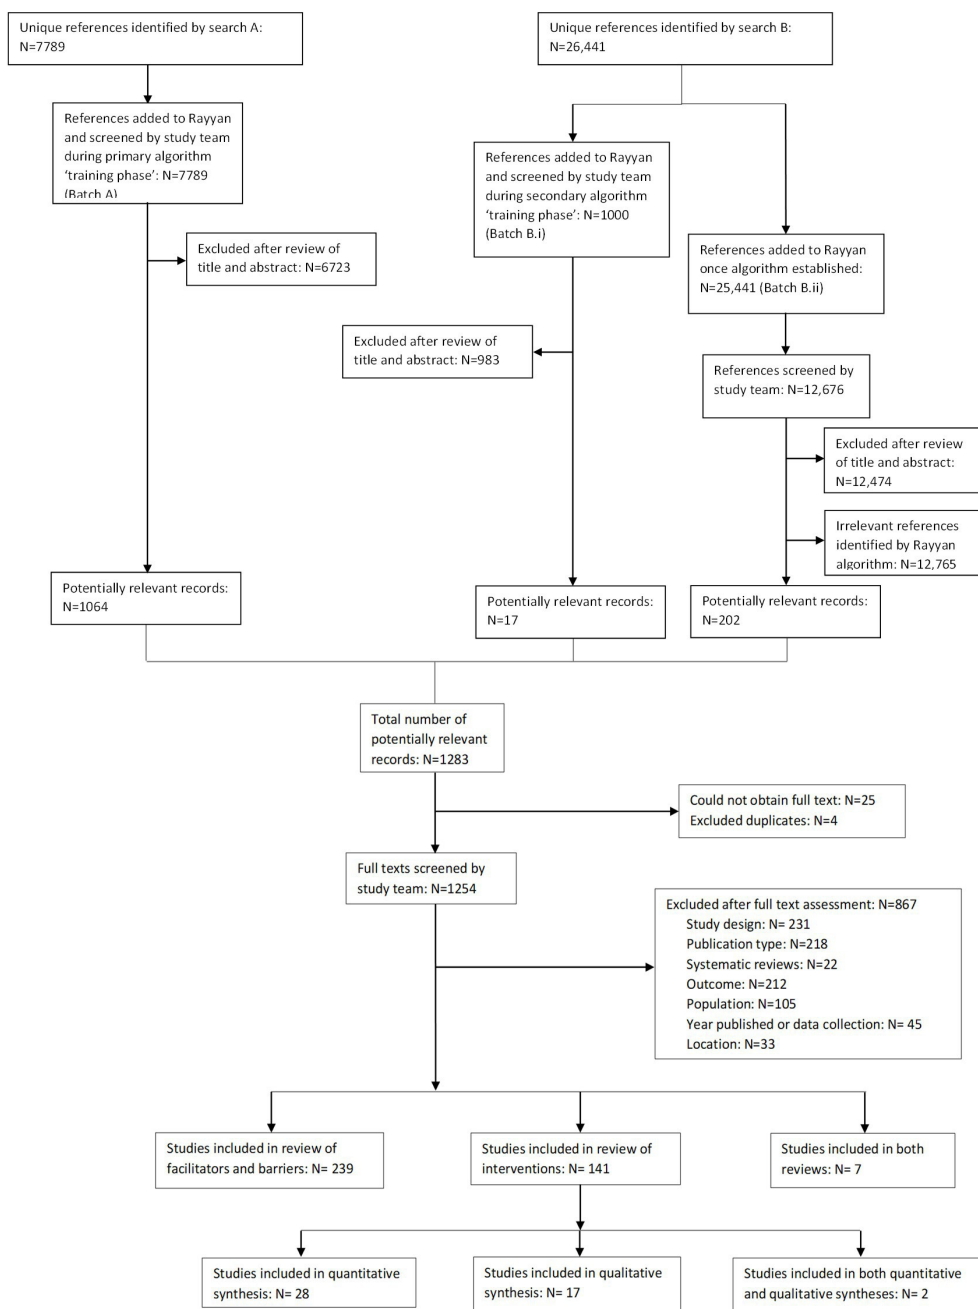 Unique references identified by search A:
N=7789
Unique references identified by search B:
N=26,441
References added to Rayyan
and screened by study team
during primary algorithm
‘training phase’: N=7789
(Batch A)
References added to Rayyan
and screened by study team
during secondary algorithm
‘training phase’: N=1000
(Batch B.i)
References added to Rayyan
once algorithm established:
N=25,441 (Batch B.ii)
Excluded after review of
title and abstract: N=6723
Excluded after review of
title and abstract: N=983
References screened by
study team: N=12,676
Excluded after review
of title and abstract:
N=12,474
Irrelevant references
identified by Rayyan
algorithm: N=12,765
Potentially relevant records:
N=1064
Potentially relevant records:
N=17
Potentially relevant records:
N=202
Total number of
potentially relevant
records: N=1283
Could not obtain full text: N=25
Excluded duplicates: N=4
Full texts screened by
study team: N=1254
Excluded after full text assessment: N=867
Study design: N= 231
Publication type: N=218
Systematic reviews: N=22
Outcome: N=212
Population: N=105
Year published or data collection: N= 45
Location: N=33
Studies included in review of
facilitators and barriers: N= 239
Studies included in review of
interventions: N= 141
Studies included in both
reviews: N= 7
Studies included in quantitative
synthesis: N= 28
Studies included in qualitative
synthesis: N= 17
Studies included in both quantitative
and qualitative syntheses: N= 2